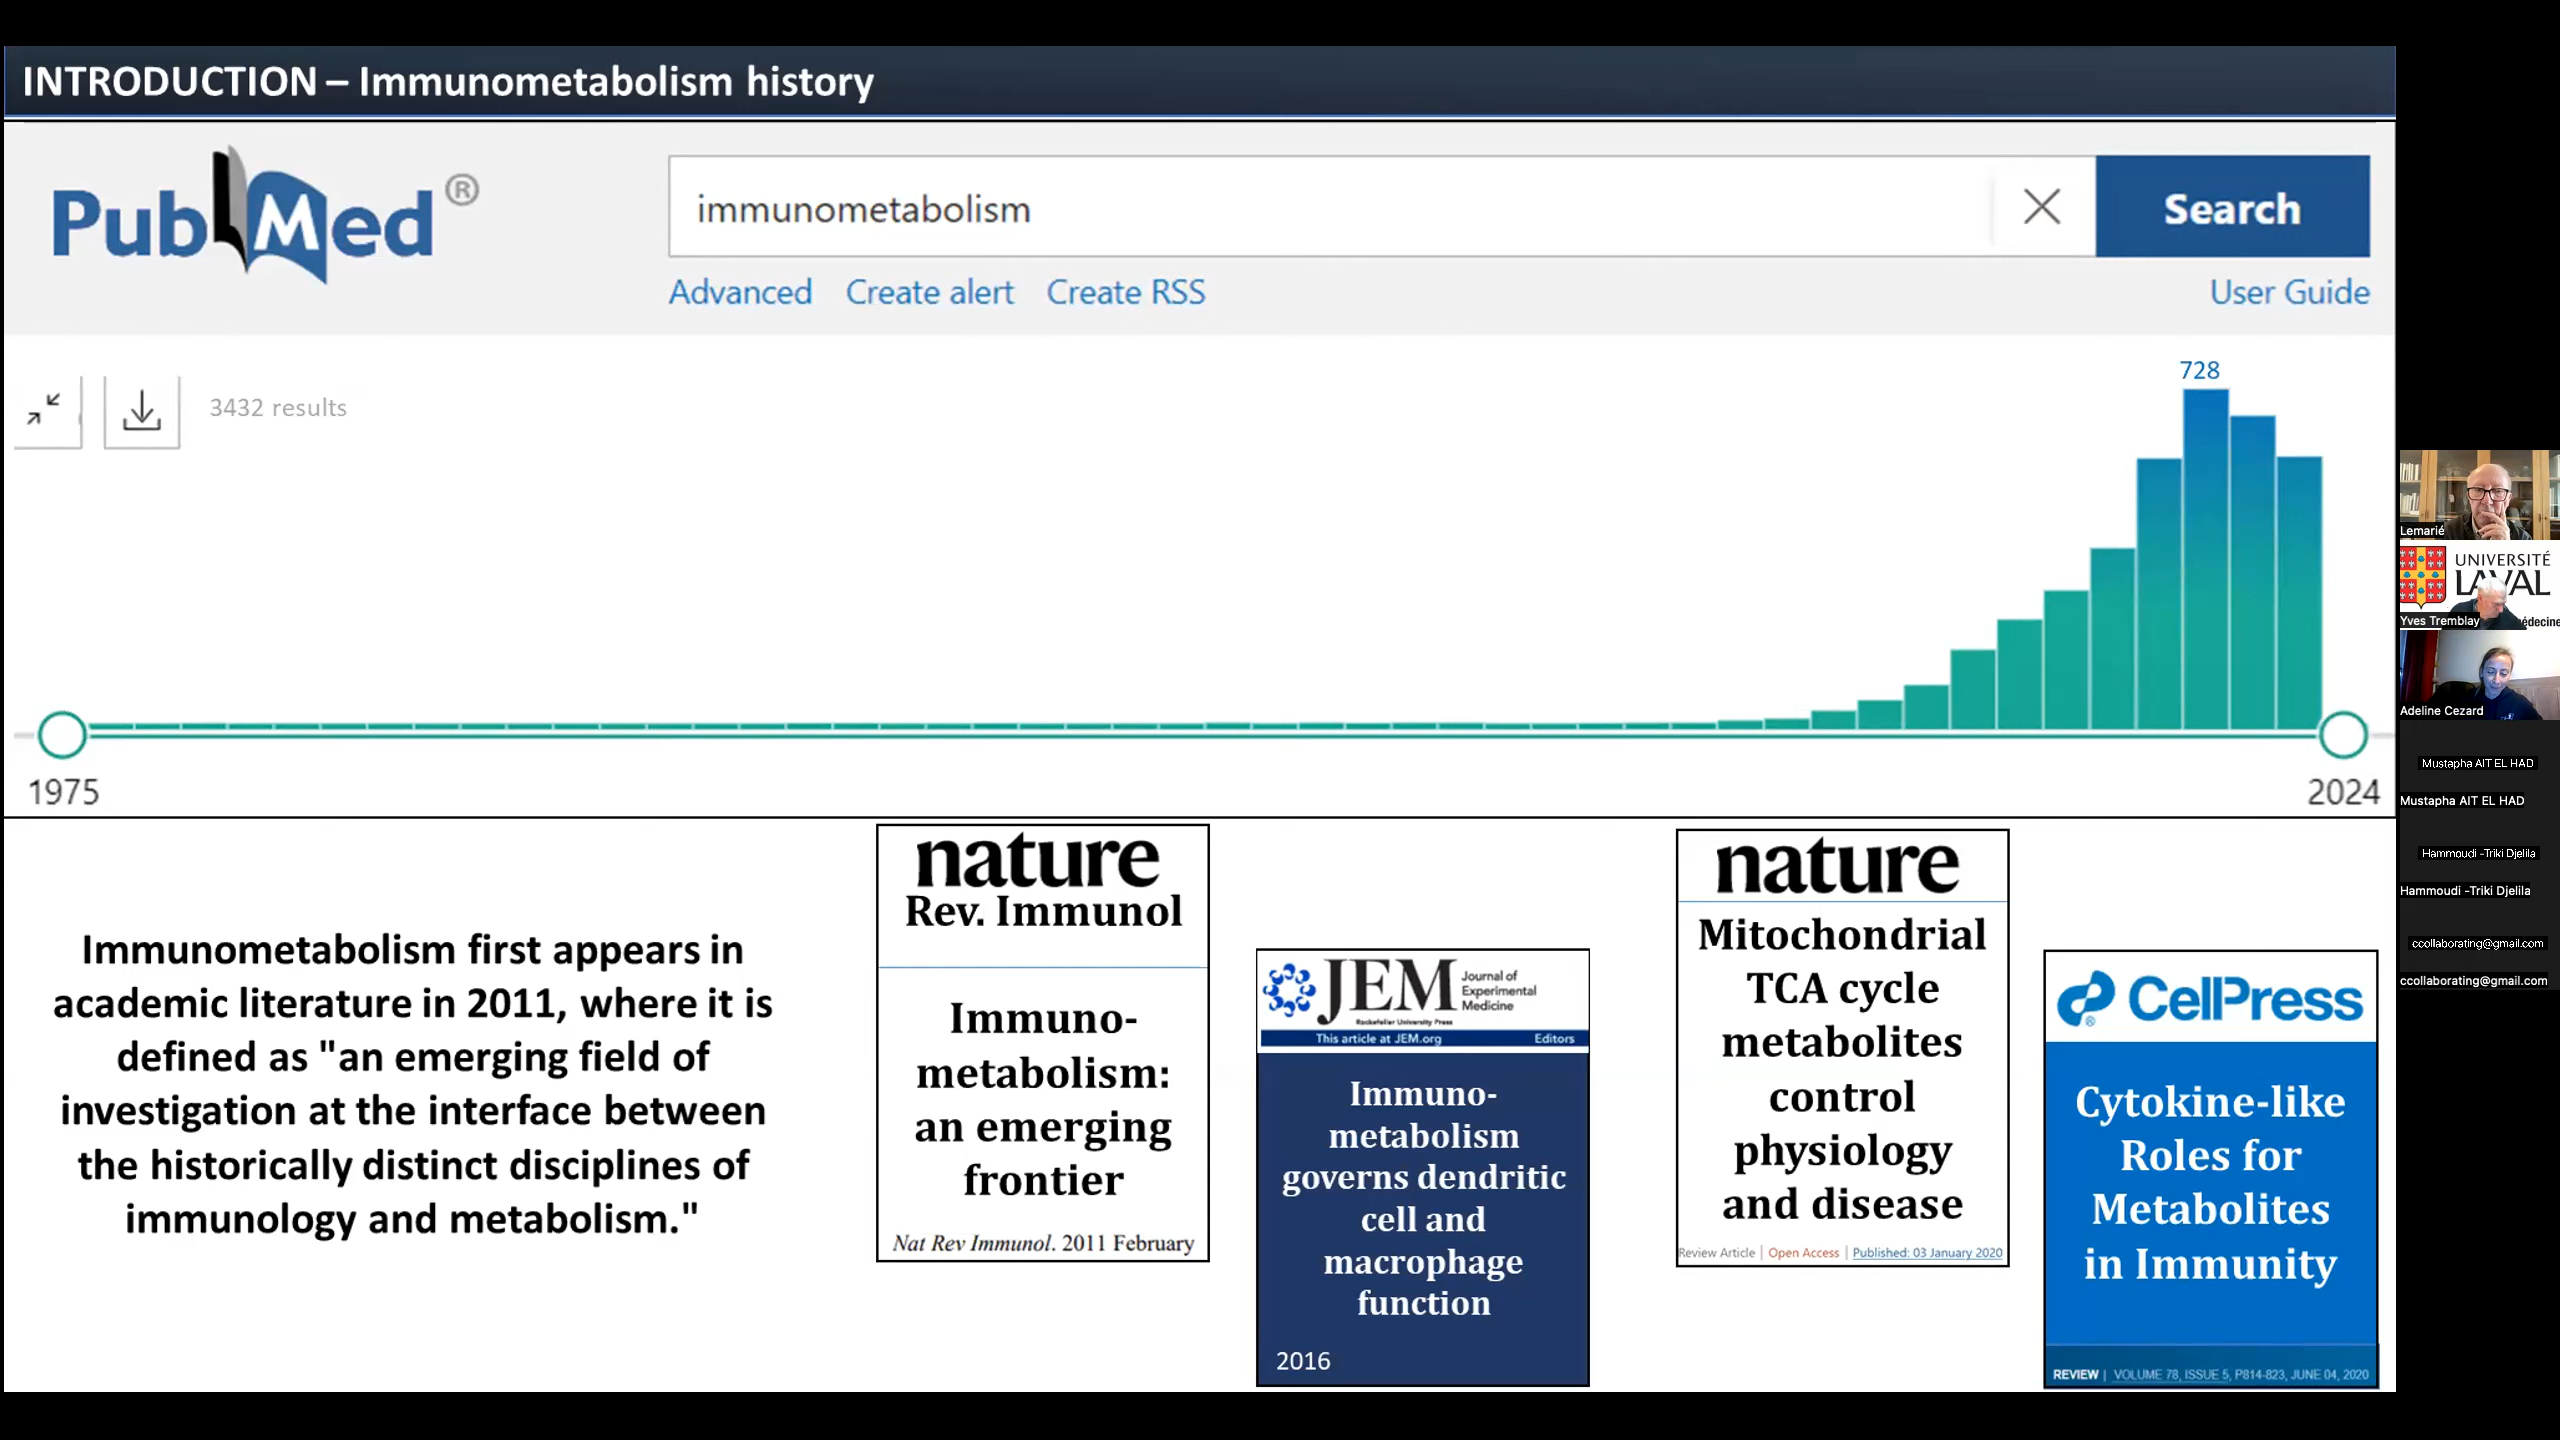 INTRODUCTION – Immunometabolism history
PubMed®
immunometabolism
Search
Advanced Create alert Create RSS
User Guide
3432 results
728
1975
2024
Immunometabolism first appears in
academic literature in 2011, where it is
defined as "an emerging field of
investigation at the interface between
the historically distinct disciplines of
immunology and metabolism."
nature
Rev. Immunol
Immuno-
metabolism:
an emerging
frontier
Nat Rev Immunol. 2011 February
JEM
Journal of
Experimental
Medicine
Rockefeller University Press
This article at JEM.org
Editors
Immuno-
metabolism
governs dendritic
cell and
macrophage
function
2016
nature
Mitochondrial
TCA cycle
metabolites
control
physiology
and disease
Review Article | Open Access | Published: 03 January 2020
CellPress
®
Cytokine-like
Roles for
Metabolites
in Immunity
REVIEW | VOLUME 78, ISSUE 5, P814-823, JUNE 04, 2020
Lemarié
UNIVERSITÉ
LAVAL
Yves Tremblay
édecine
Adeline Cezard
Mustapha AIT EL HAD
Mustapha AIT EL HAD
Hammoudi -Triki Djelila
Hammoudi -Triki Djelila
ccollaborating@gmail.com
ccollaborating@gmail.com